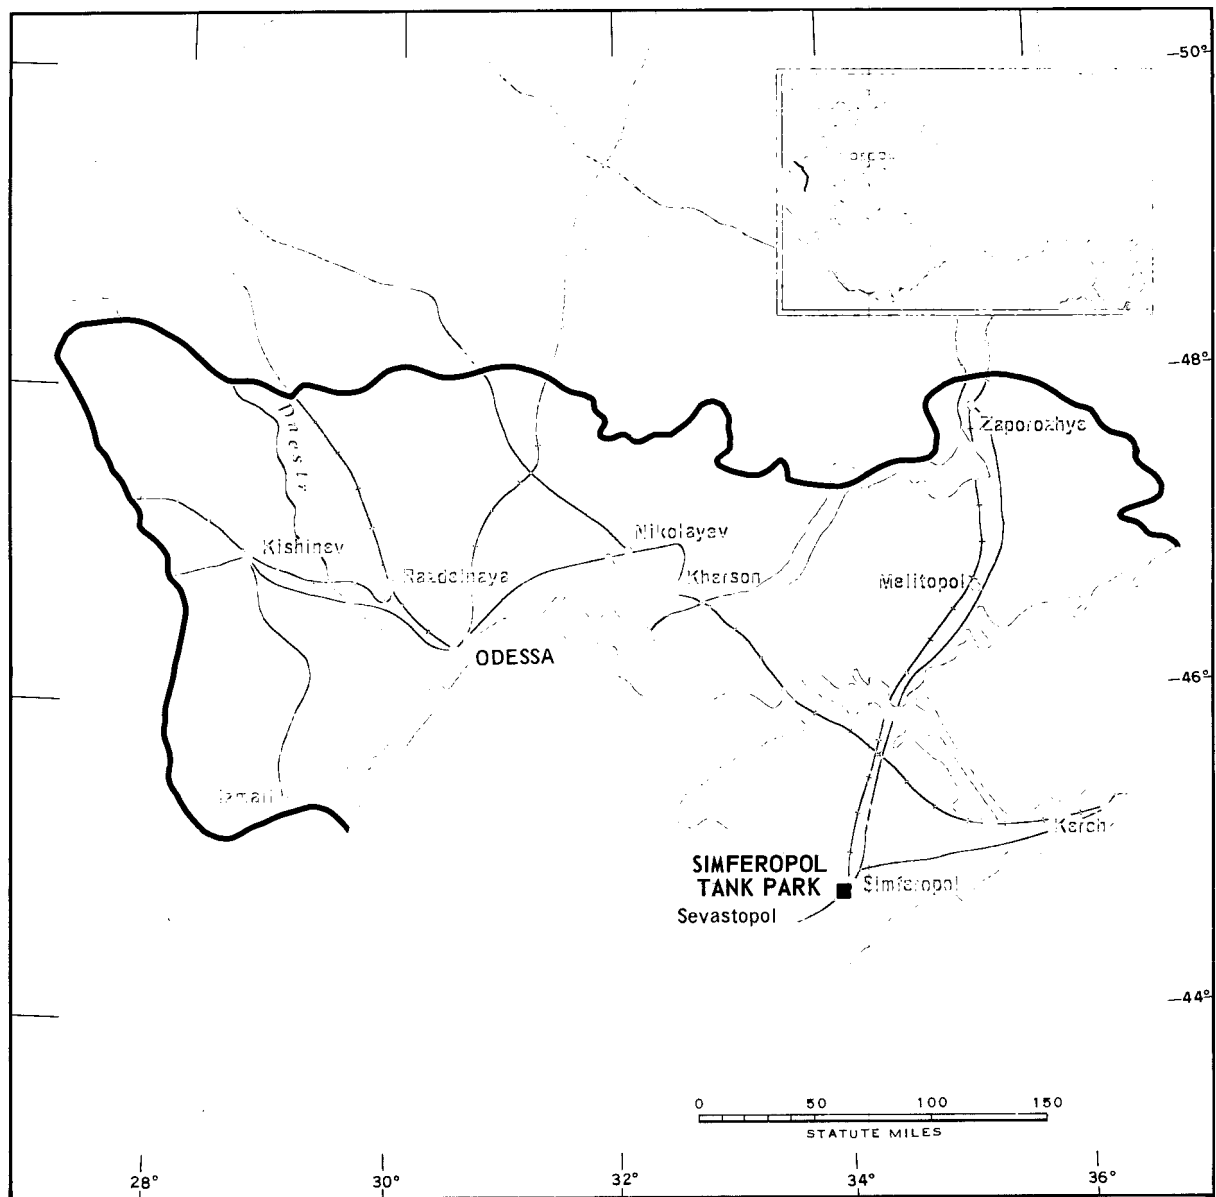 50°
48°
Zaporozhye
Dnestr
Nikolayev
Kishinev
Razdelnaya
Kherson
Melitopol
ODESSA
46°
Izmail
Kerch
SIMFEROPOL
TANK PARK
Simferopol
Sevastopol
44°
0 50 100 150
STATUTE MILES
28° 30° 32° 34° 36°